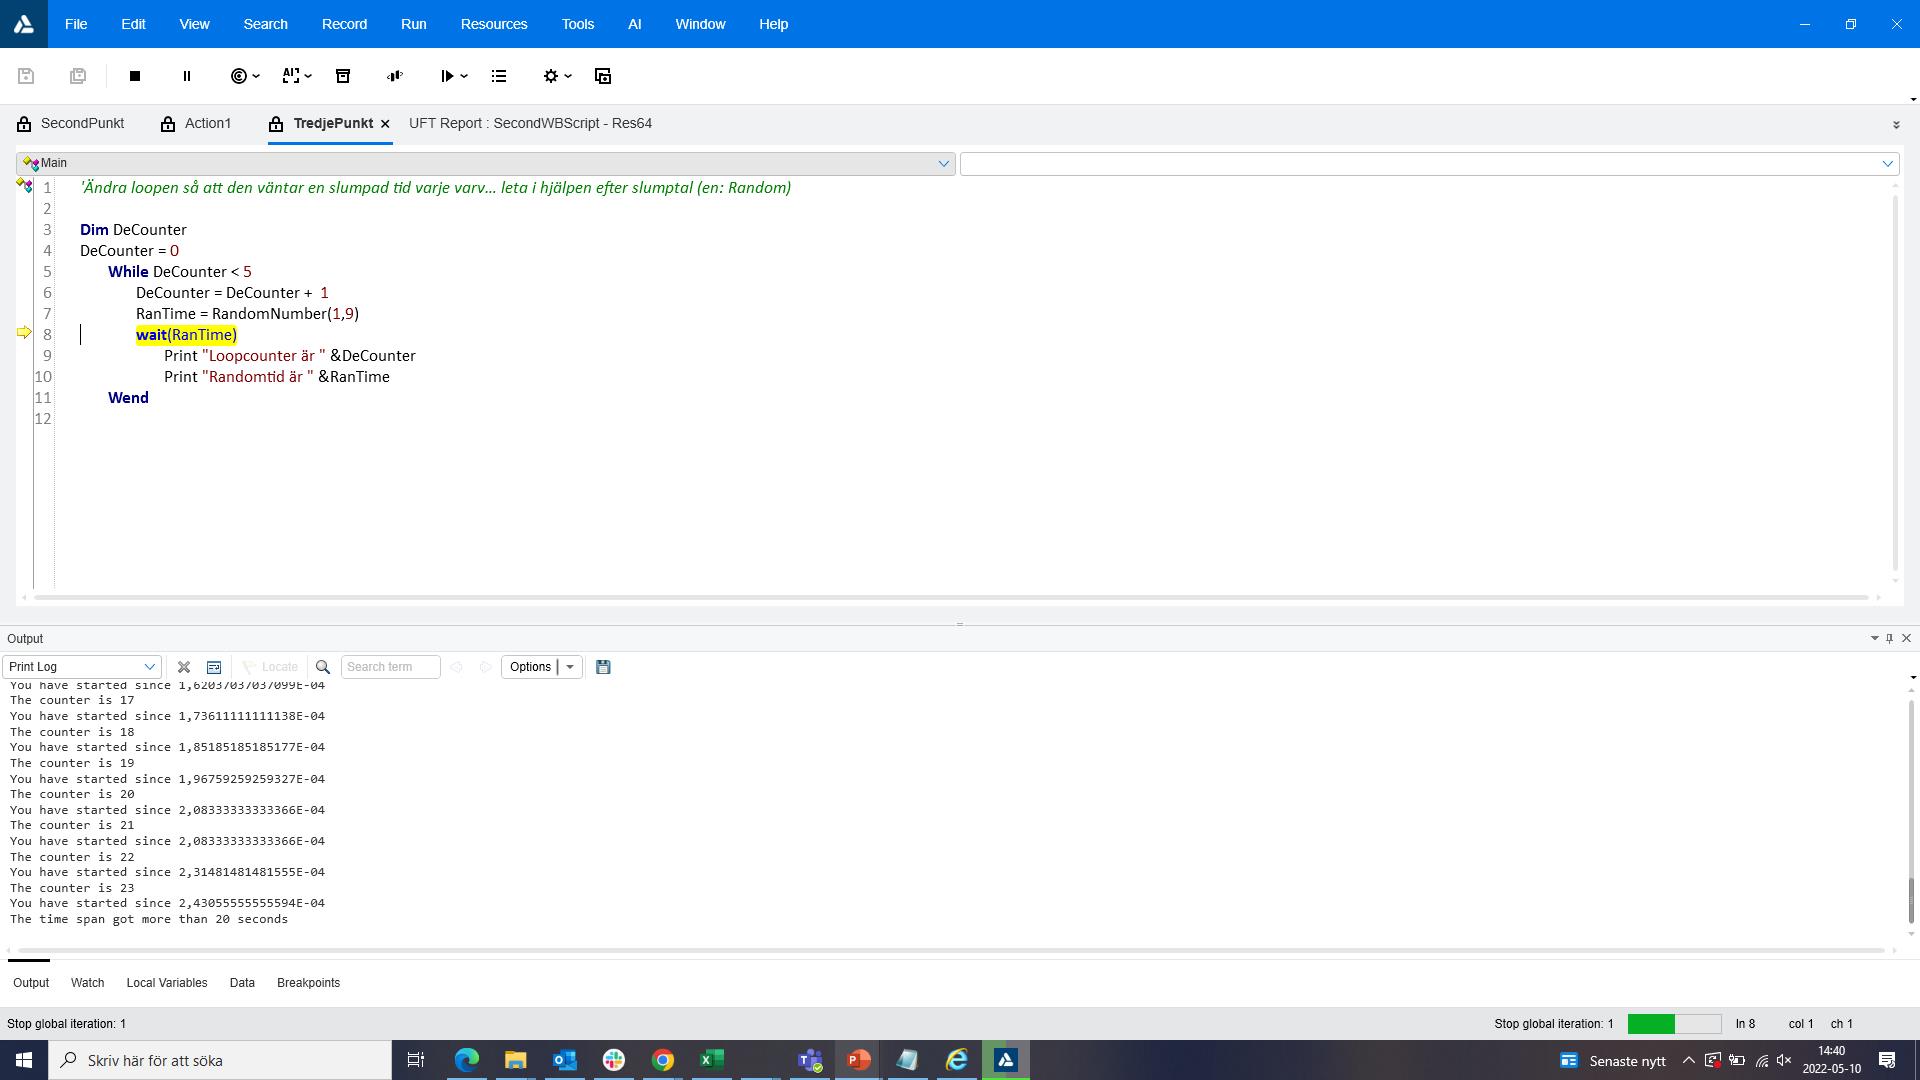 File Edit View Search Record Run Resources Tools AI Window Help
SecondPunkt Action1 TredjePunkt UFT Report : SecondWBScript - Res64
Main
1 'Ändra loopen så att den väntar en slumpad tid varje varv... leta i hjälpen efter slumptal (en: Random)
2
3 Dim DeCounter
4 DeCounter = 0
5 While DeCounter < 5
6 DeCounter = DeCounter + 1
7 RanTime = RandomNumber(1,9)
8 wait(RanTime)
9 Print "Loopcounter är " &DeCounter
10 Print "Randomtid är " &RanTime
11 Wend
12
Output
Print Log Locate Search term Options
You have started since 1,62037037037099E-04
The counter is 17
You have started since 1,73611111111138E-04
The counter is 18
You have started since 1,85185185185177E-04
The counter is 19
You have started since 1,96759259259327E-04
The counter is 20
You have started since 2,08333333333366E-04
The counter is 21
You have started since 2,08333333333366E-04
The counter is 22
You have started since 2,31481481481555E-04
The counter is 23
You have started since 2,43055555555594E-04
The time span got more than 20 seconds
Output Watch Local Variables Data Breakpoints
Stop global iteration: 1 Stop global iteration: 1 ln 8 col 1 ch 1
Skriv här för att söka Senaste nytt 14:40
2022-05-10